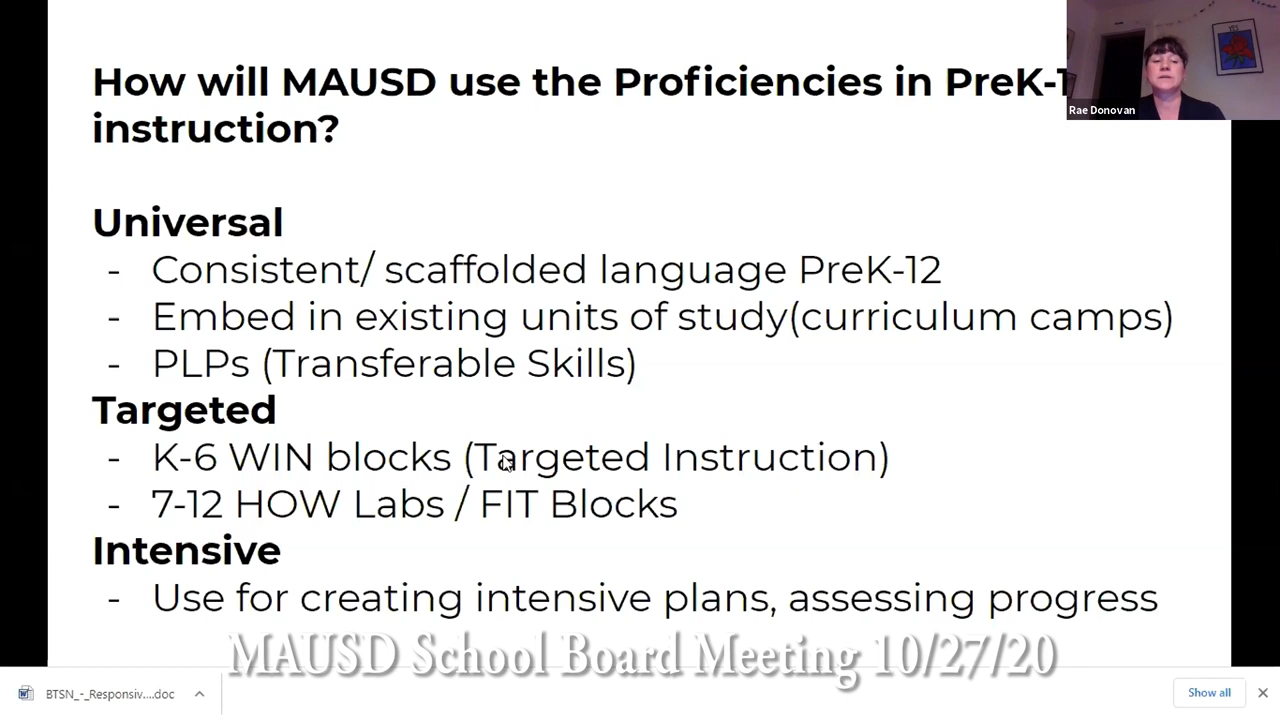 How will MAUSD use the Proficiencies in PreK-1
instruction?
YES
Rae Donovan
Universal
- Consistent/ scaffolded language PreK-12
- Embed in existing units of study(curriculum camps)
- PLPs (Transferable Skills)
Targeted
- K-6 WIN blocks (Targeted Instruction)
- 7-12 HOW Labs / FIT Blocks
Intensive
- Use for creating intensive plans, assessing progress
MAUSD School Board Meeting 10/27/20
BTSN_-_Responsiv....doc
Show all